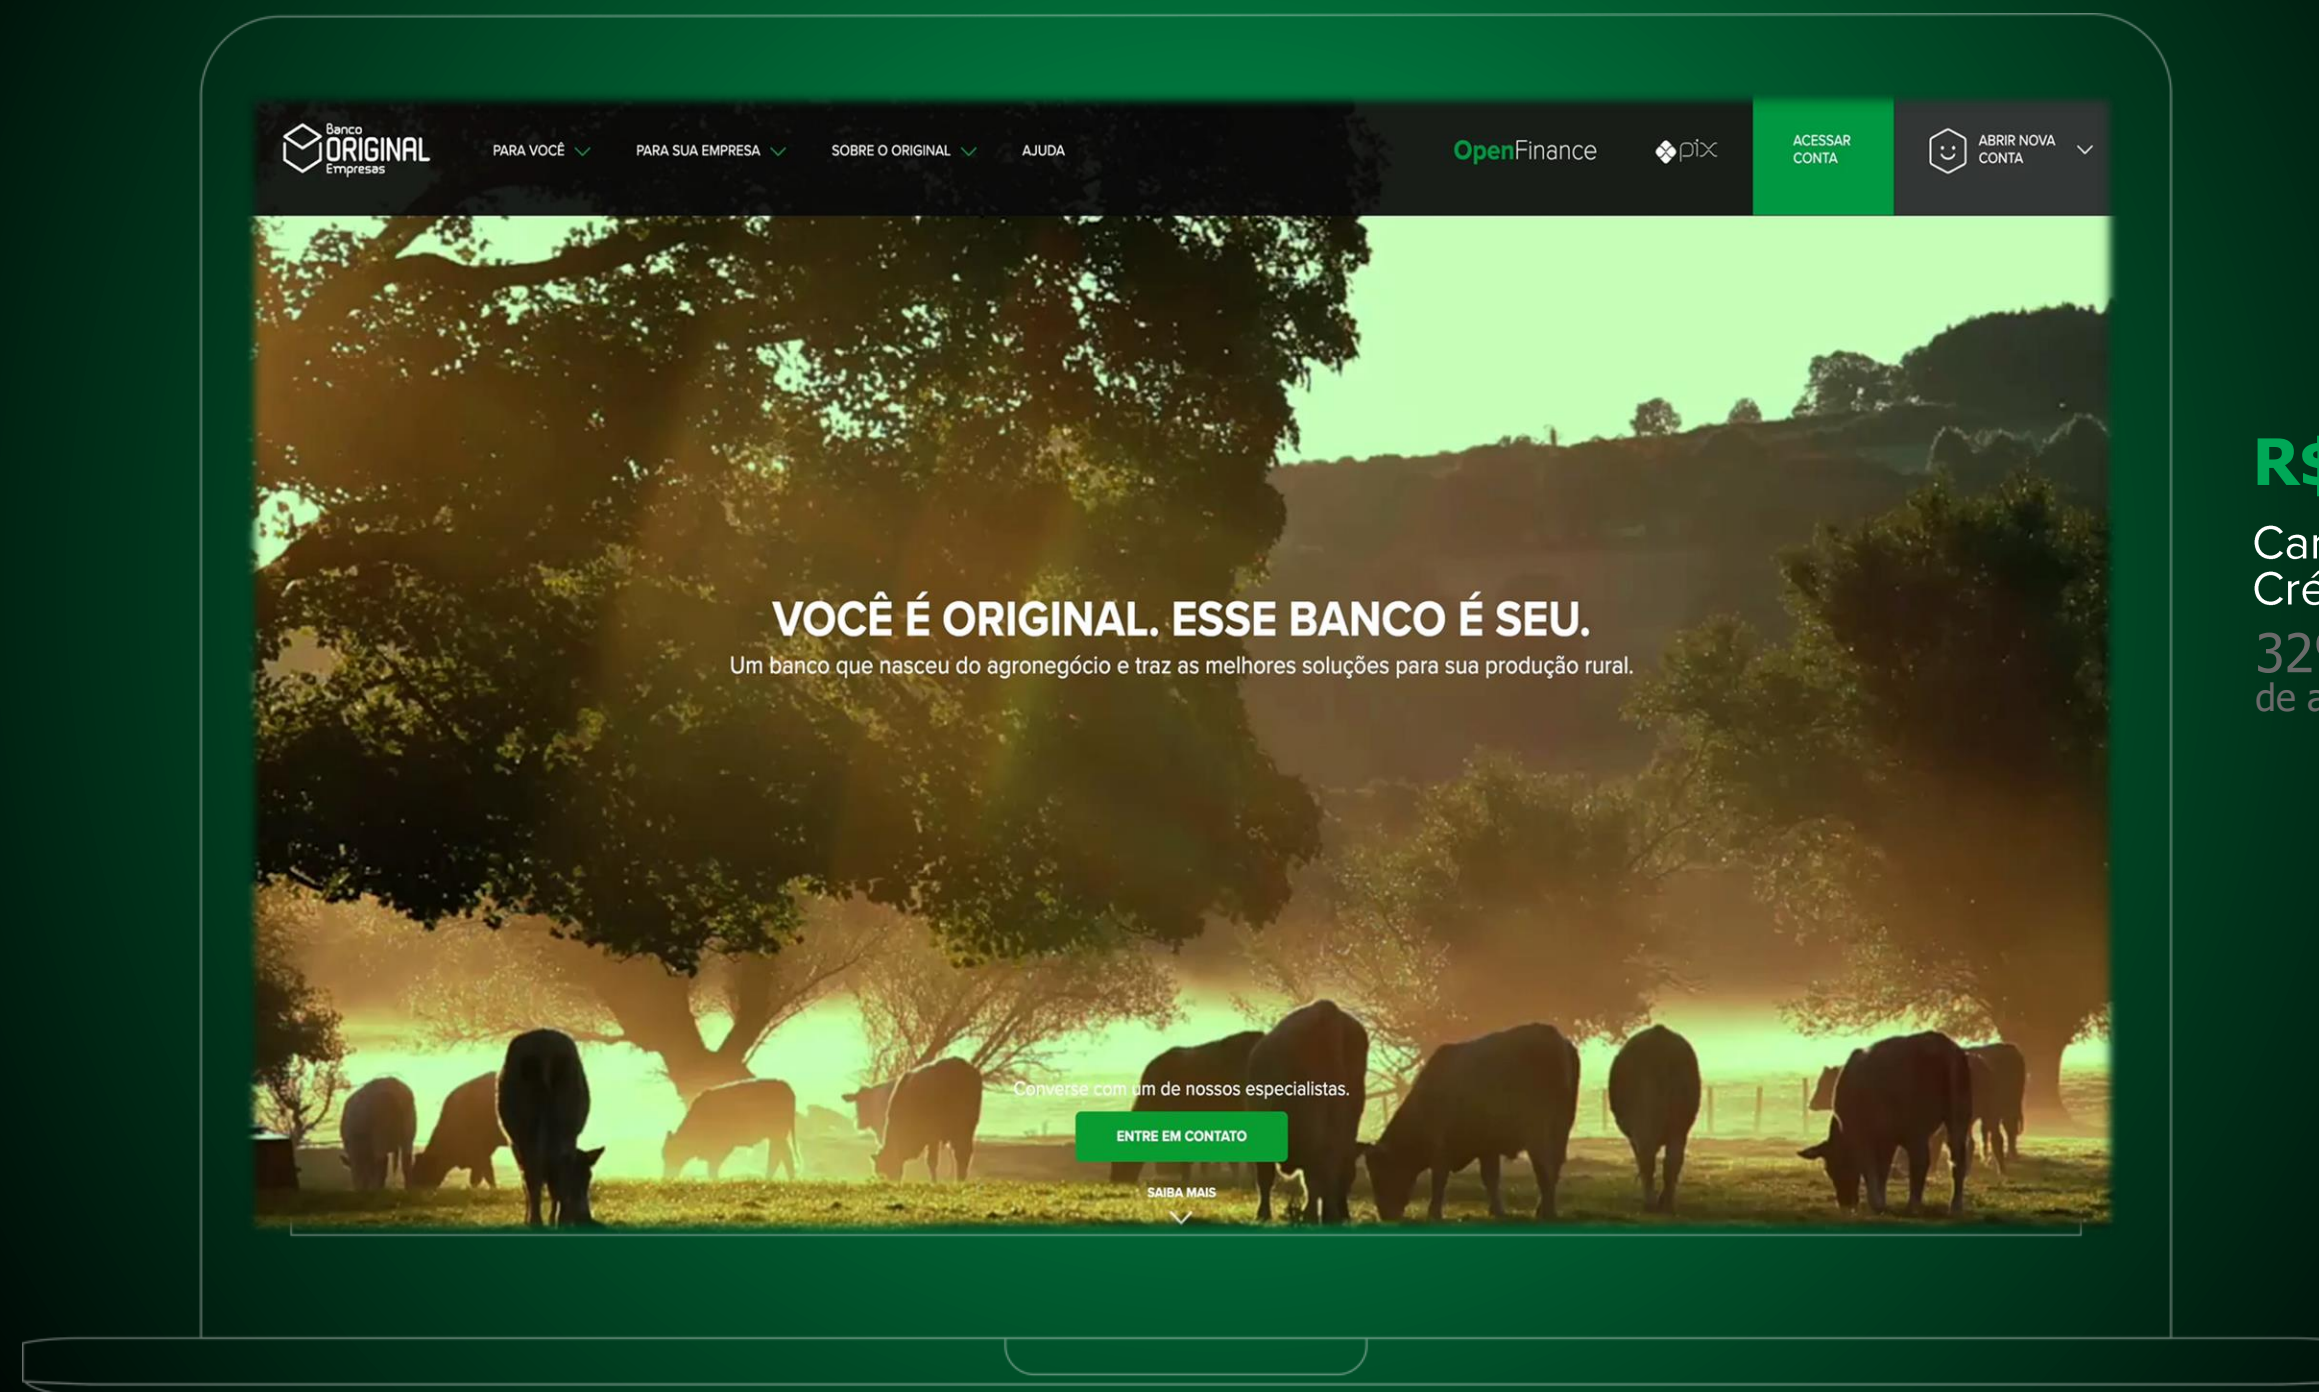 Banco
ORIGINAL
Empresas
PARA VOCÊ
PARA SUA EMPRESA
SOBRE O ORIGINAL
AJUDA
OpenFinance
pix
ACESSAR
CONTA
ABRIR NOVA
CONTA
VOCÊ É ORIGINAL. ESSE BANCO É SEU.
Um banco que nasceu do agronegócio e traz as melhores soluções para sua produção rural.
Converse com um de nossos especialistas.
ENTRE EM CONTATO
SAIBA MAIS
R$
de